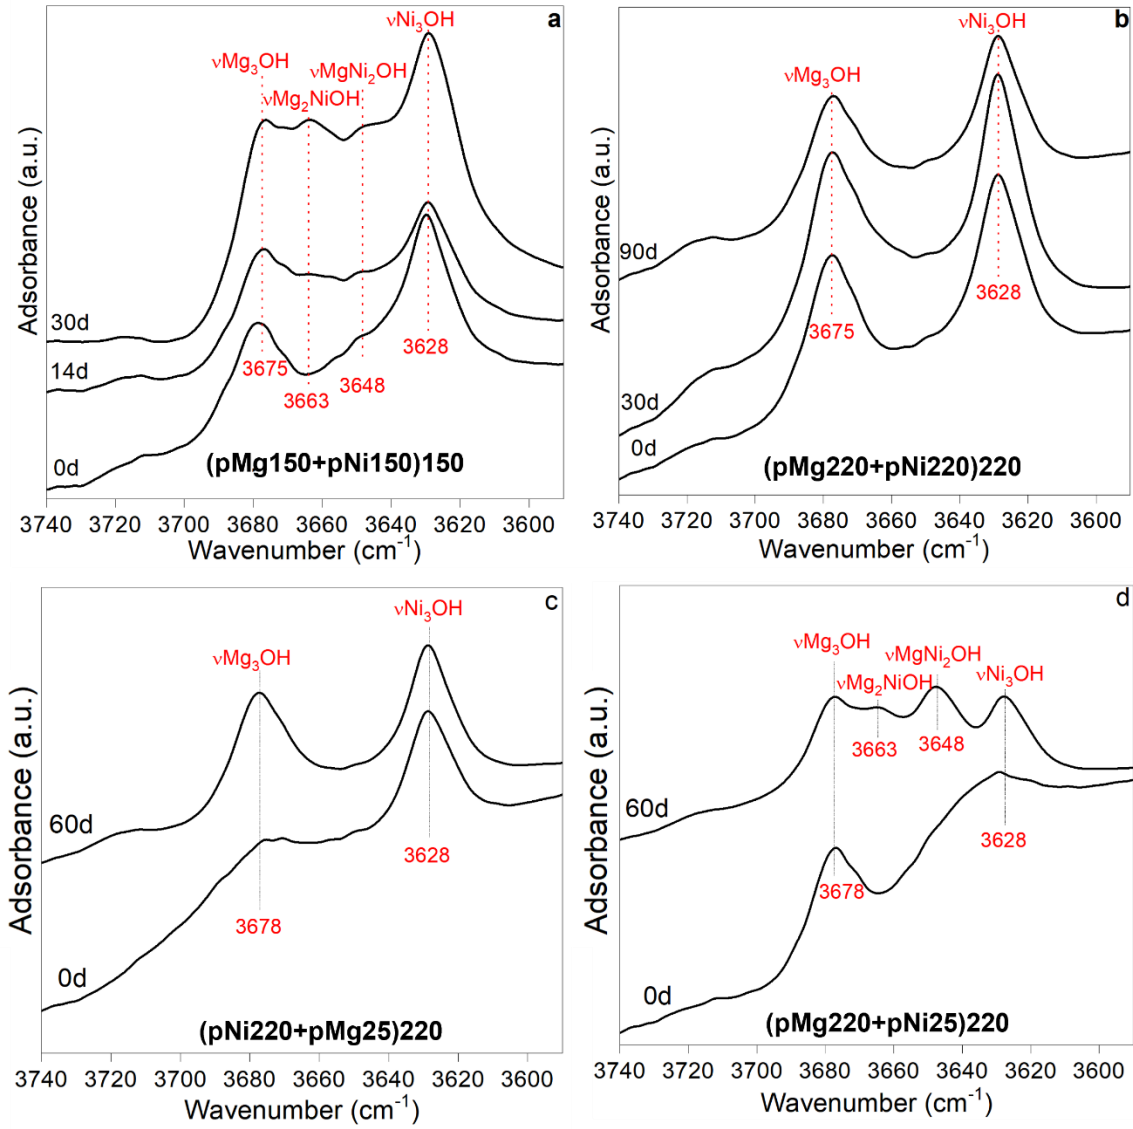 a
νNi₃OH
νMg₃OH
νMgNi₂OH
νMg₂NiOH
Adsorbance (a.u.)
30d
14d
0d
3675
3663
3648
3628
(pMg150+pNi150)150
3740 3720 3700 3680 3660 3640 3620 3600
Wavenumber (cm⁻¹)
b
νNi₃OH
νMg₃OH
Adsorbance (a.u.)
90d
30d
0d
3675
3628
(pMg220+pNi220)220
3740 3720 3700 3680 3660 3640 3620 3600
Wavenumber (cm⁻¹)
c
νNi₃OH
νMg₃OH
Adsorbance (a.u.)
60d
0d
3628
3678
(pNi220+pMg25)220
3740 3720 3700 3680 3660 3640 3620 3600
Wavenumber (cm⁻¹)
d
νMg₃OH
νMgNi₂OH
νMg₂NiOH
νNi₃OH
Adsorbance (a.u.)
60d
0d
3663
3648
3628
3678
(pMg220+pNi25)220
3740 3720 3700 3680 3660 3640 3620 3600
Wavenumber (cm⁻¹)